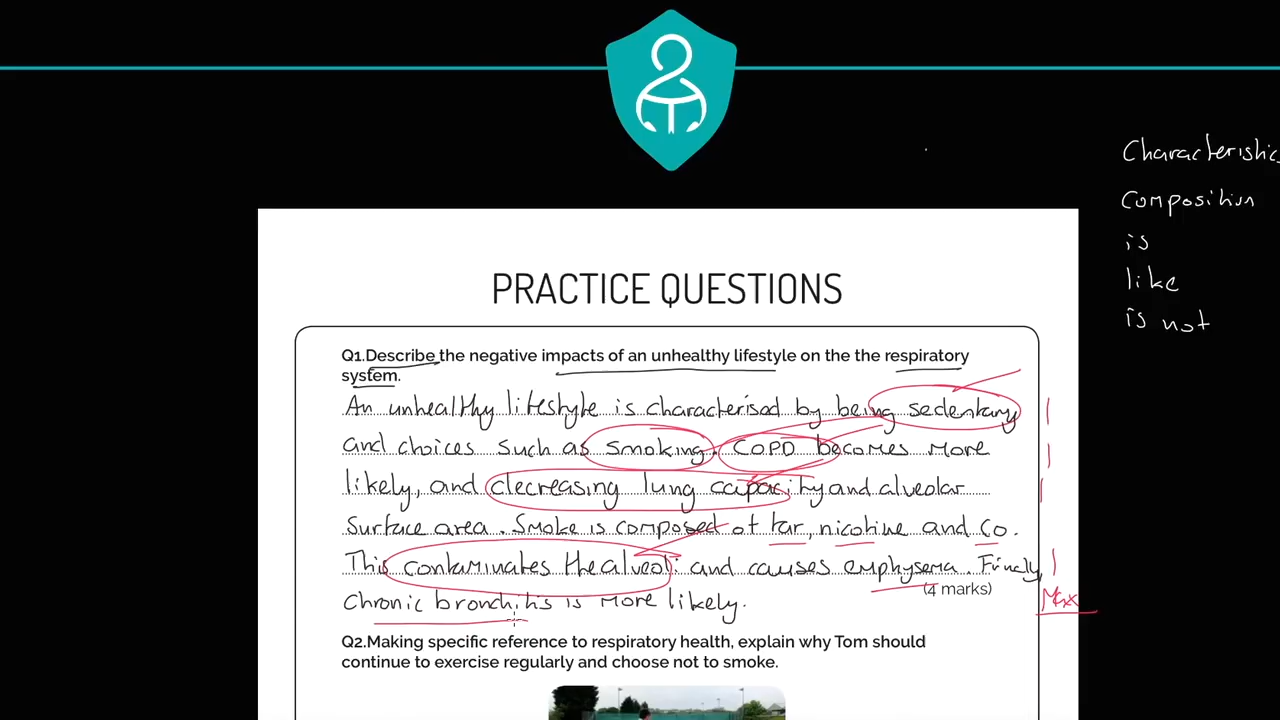 Characteristics
composition
is
like
is not
PRACTICE QUESTIONS
Q1.Describe the negative impacts of an unhealthy lifestyle on the the respiratory
system.
An unhealthy lifestyle is characterised by being sedentary
and choices such as smoking. COPD becomes more
likely, and decreasing lung capacity and alveolar
surface area. Smoke is composed of tar, nicotine and CO.
This contaminates the alveoli and causes emphysema. Finally,
Chronic bronchitis is more likely.
(4 marks)
Max
Q2.Making specific reference to respiratory health, explain why Tom should
continue to exercise regularly and choose not to smoke.